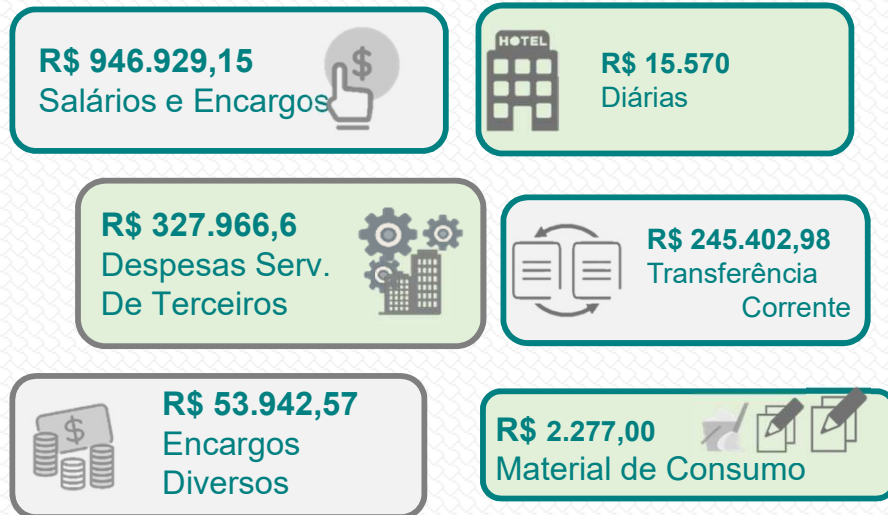 R$ 946.929,15
Salários e Encargos
$
HOTEL
R$ 15.570
Diárias
R$ 327.966,6
Despesas Serv.
De Terceiros
R$ 245.402,98
Transferência
Corrente
$
R$ 53.942,57
Encargos
Diversos
R$ 2.277,00
Material de Consumo